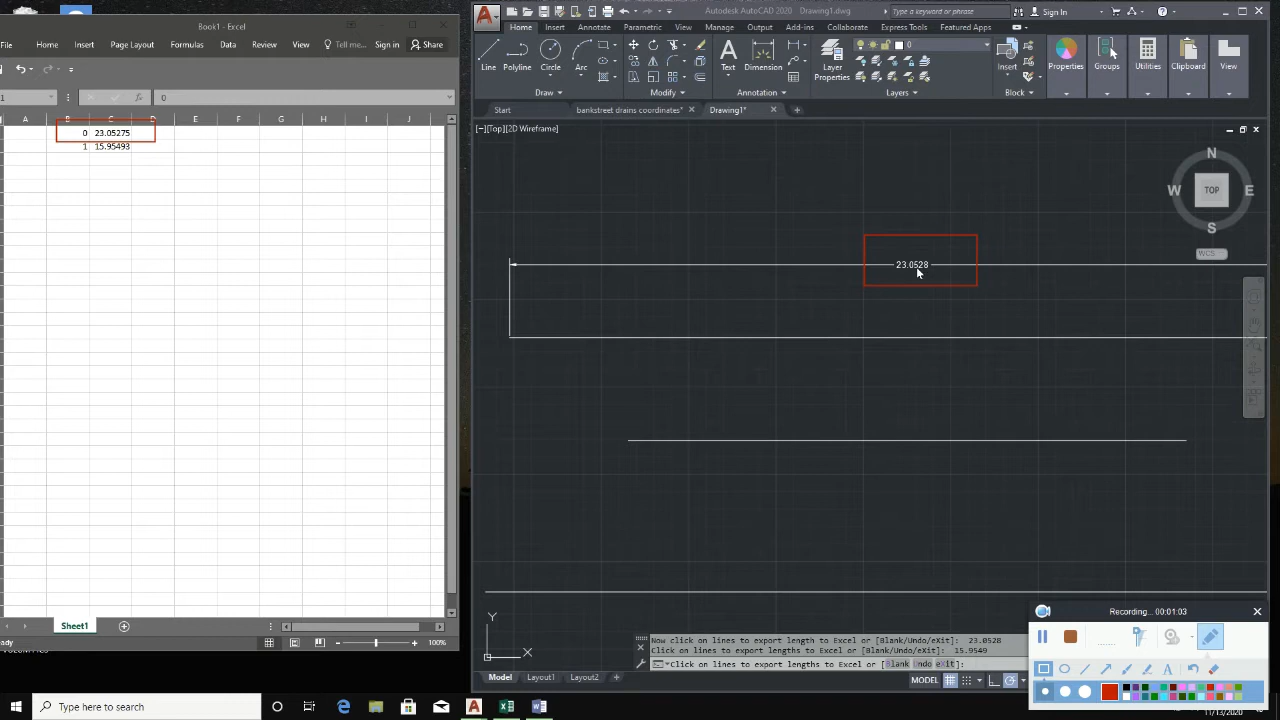 Book1 - Excel
File Home Insert Page Layout Formulas Data Review View Tell me... Sign in Share
1 fx 0
A B C D E F G H I J
0 23.05275
1 15.95493
Sheet1
100%
Autodesk AutoCAD 2020 Drawing1.dwg
Type a keyword or phrase
Sign In
Home Insert Annotate Parametric View Manage Output Add-ins Collaborate Express Tools Featured Apps
Line Polyline Circle Arc
Text Dimension
Layer Properties
0
Insert
Properties Groups Utilities Clipboard View
Draw Modify Annotation Layers Block
Start bankstreet drains coordinates* Drawing1*
[−][Top][2D Wireframe]
N
W TOP E
S
WCS
23.0528
Y
X
Now click on lines to export length to Excel or [Blank/Undo/eXit]: 23.0528
Click on lines to export lengths to Excel or [Blank/Undo/eXit]: 15.9549
Click on lines to export lengths to Excel or [Blank Undo eXit]:
Model Layout1 Layout2 +
MODEL
Recording... 00:01:03
Type here to search
11/13/2020